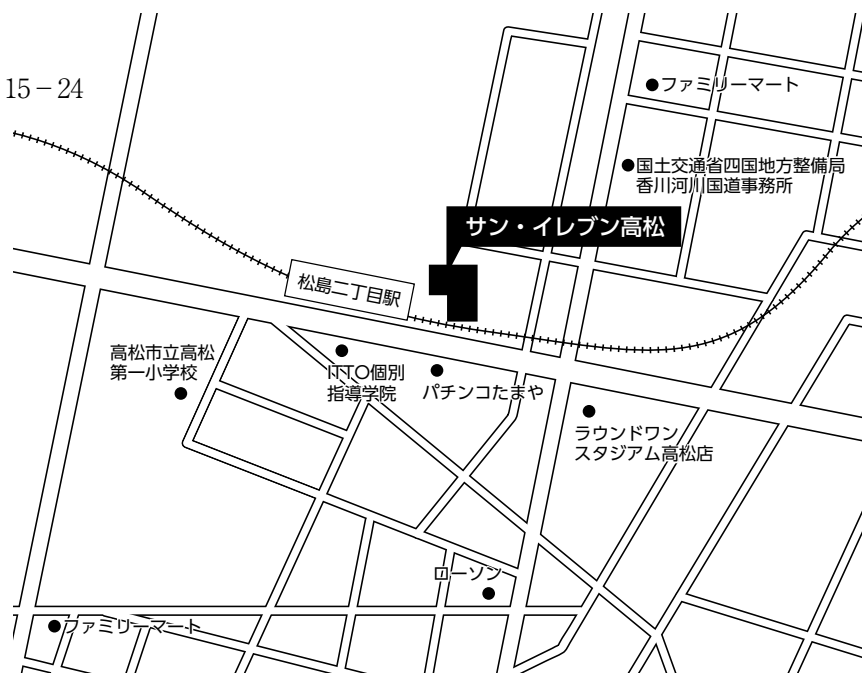 15−24
ファミリーマート
国土交通省四国地方整備局
香川河川国道事務所
サン・イレブン高松
松島二丁目駅
高松市立高松
第一小学校
ITTO個別
指導学院
パチンコたまや
ラウンドワン
スタジアム高松店
ローソン
ファミリーマート